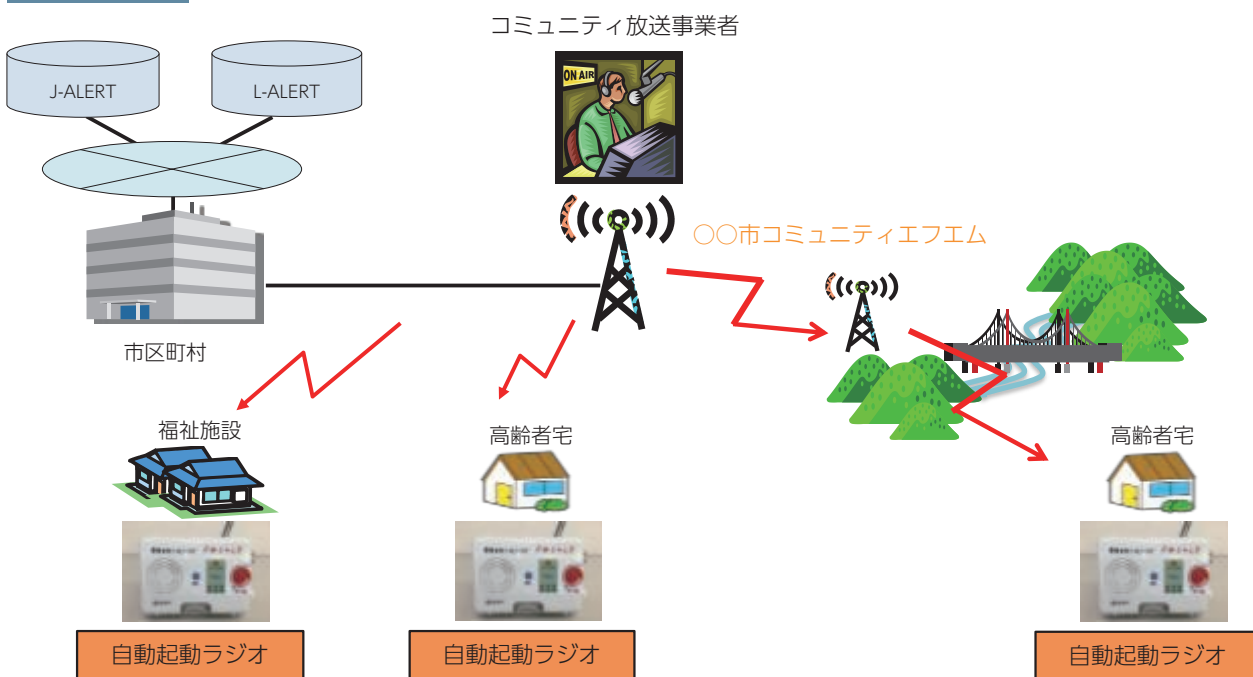 コミュニティ放送事業者
J-ALERT
L-ALERT
ON AIR
○○市コミュニティエフエム
市区町村
福祉施設
高齢者宅
高齢者宅
自動起動ラジオ
自動起動ラジオ
自動起動ラジオ